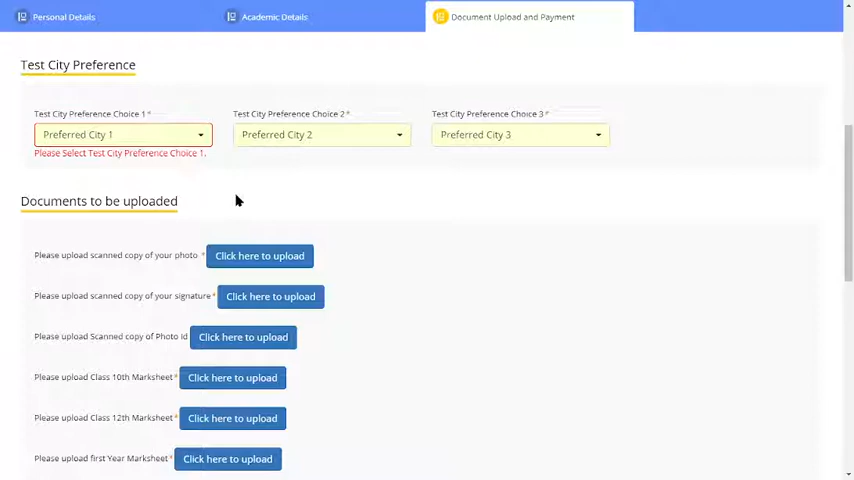 Personal Details
Academic Details
Document Upload and Payment
Test City Preference
Test City Preference Choice 1 *
Test City Preference Choice 2 *
Test City Preference Choice 3 *
Preferred City 1
Preferred City 2
Preferred City 3
Please Select Test City Preference Choice 1.
Documents to be uploaded
Please upload scanned copy of your photo * Click here to upload
Please upload scanned copy of your signature* Click here to upload
Please upload Scanned copy of Photo id Click here to upload
Please upload Class 10th Marksheet* Click here to upload
Please upload Class 12th Marksheet* Click here to upload
Please upload first Year Marksheet* Click here to upload